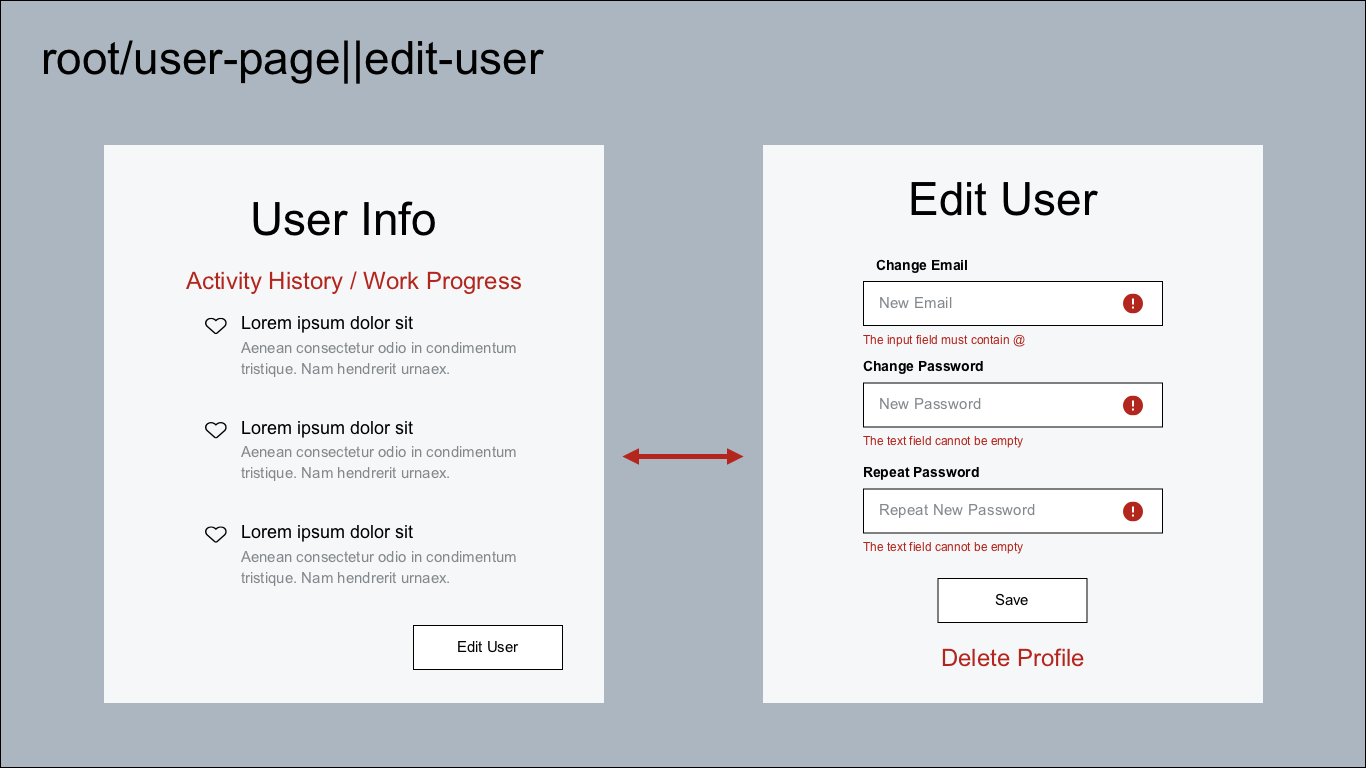 root/user-page||edit-user
User Info
Activity History / Work Progress
Lorem ipsum dolor sit
Aenean consectetur odio in condimentum
tristique. Nam hendrerit urnaex.
Lorem ipsum dolor sit
Aenean consectetur odio in condimentum
tristique. Nam hendrerit urnaex.
Lorem ipsum dolor sit
Aenean consectetur odio in condimentum
tristique. Nam hendrerit urnaex.
Edit User
Edit User
Change Email
New Email
The input field must contain @
Change Password
New Password
The text field cannot be empty
Repeat Password
Repeat New Password
The text field cannot be empty
Save
Delete Profile